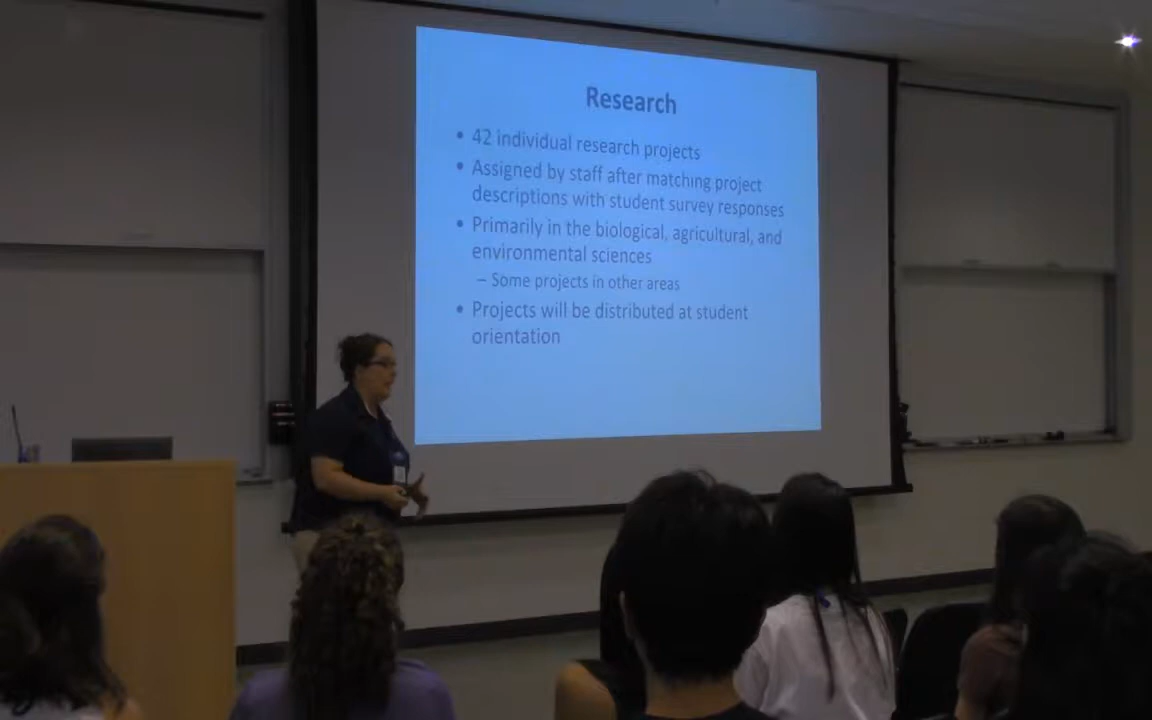 Research
• 42 individual research projects
• Assigned by staff after matching project
descriptions with student survey responses
• Primarily in the biological, agricultural, and
environmental sciences
– Some projects in other areas
• Projects will be distributed at student
orientation